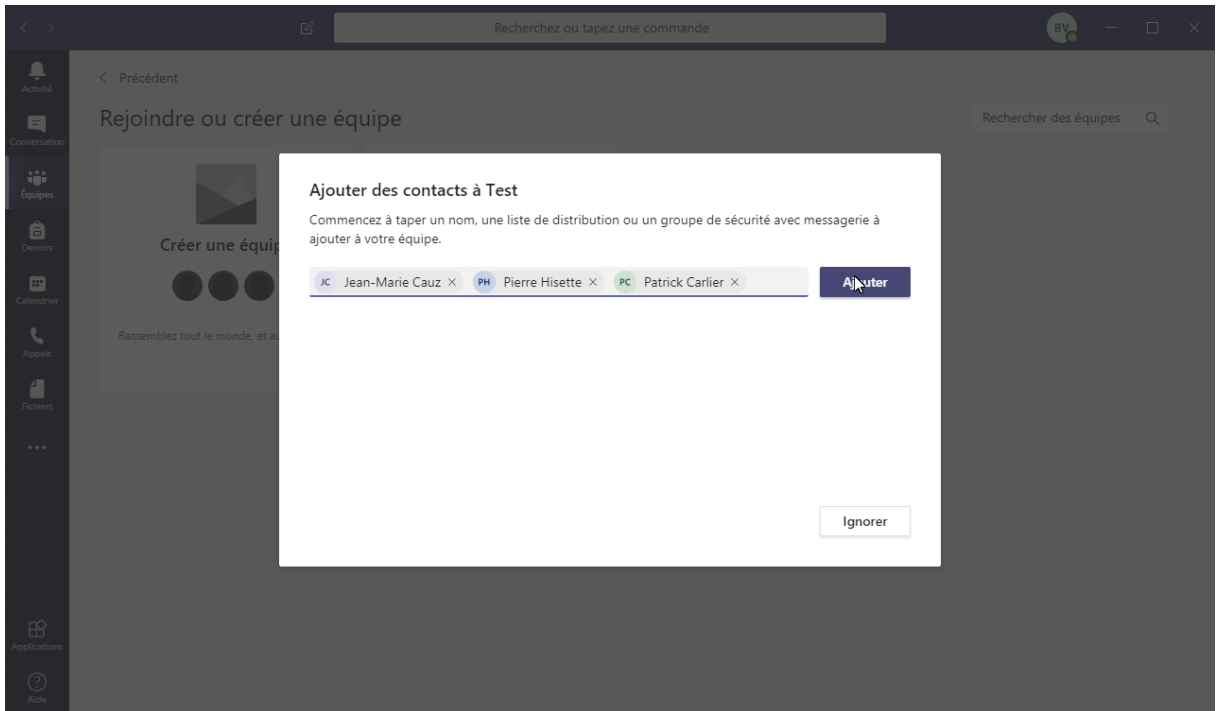 Recherchez ou tapez une commande
BV
Activité
Conversation
Équipes
Devoirs
Calendrier
Appels
Fichiers
Applications
Aide
Précédent
Rejoindre ou créer une équipe
Rechercher des équipes
Créer une équip
Rassemblez tout le monde, et au
Ajouter des contacts à Test
Commencez à taper un nom, une liste de distribution ou un groupe de sécurité avec messagerie à
ajouter à votre équipe.
JC Jean-Marie Cauz × PH Pierre Hisette × PC Patrick Carlier × Ajouter
Ignorer